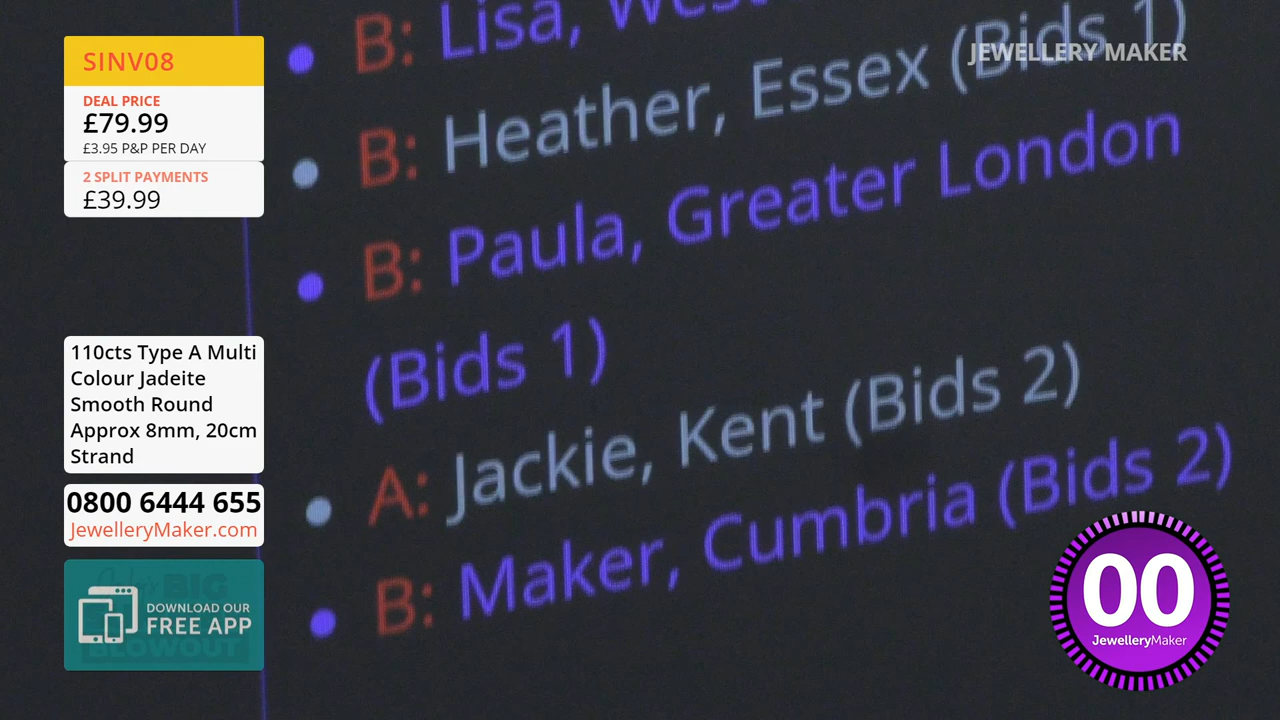 SINV08
DEAL PRICE
£79.99
£3.95 P&P PER DAY
2 SPLIT PAYMENTS
£39.99
110cts Type A Multi
Colour Jadeite
Smooth Round
Approx 8mm, 20cm
Strand
0800 6444 655
JewelleryMaker.com
DOWNLOAD OUR
FREE APP
BIG
BLOWOUT
JEWELLERY MAKER
B: Lisa,
B: Heather, Essex (Bids 1)
B: Paula, Greater London
(Bids 1)
A: Jackie, Kent (Bids 2)
B: Maker, Cumbria (Bids 2)
00
JewelleryMaker